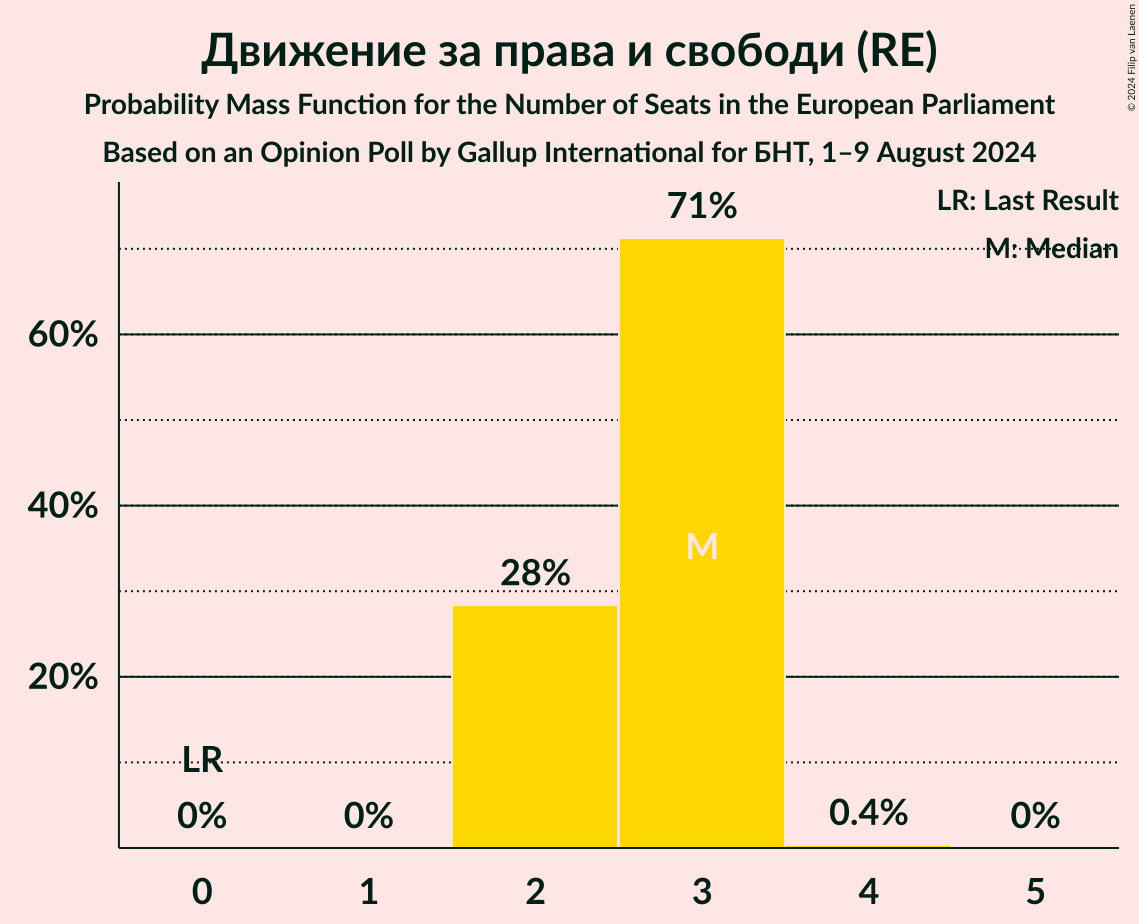 Движение за права и свободи (RE)
Probability Mass Function for the Number of Seats in the European Parliament
Based on an Opinion Poll by Gallup International for БНТ, 1–9 August 2024
© 2024 Filip van Laenen
LR: Last Result
M: Median
71%
60%
M
40%
28%
20%
LR
0%
0%
0.4%
0%
0
1
2
3
4
5